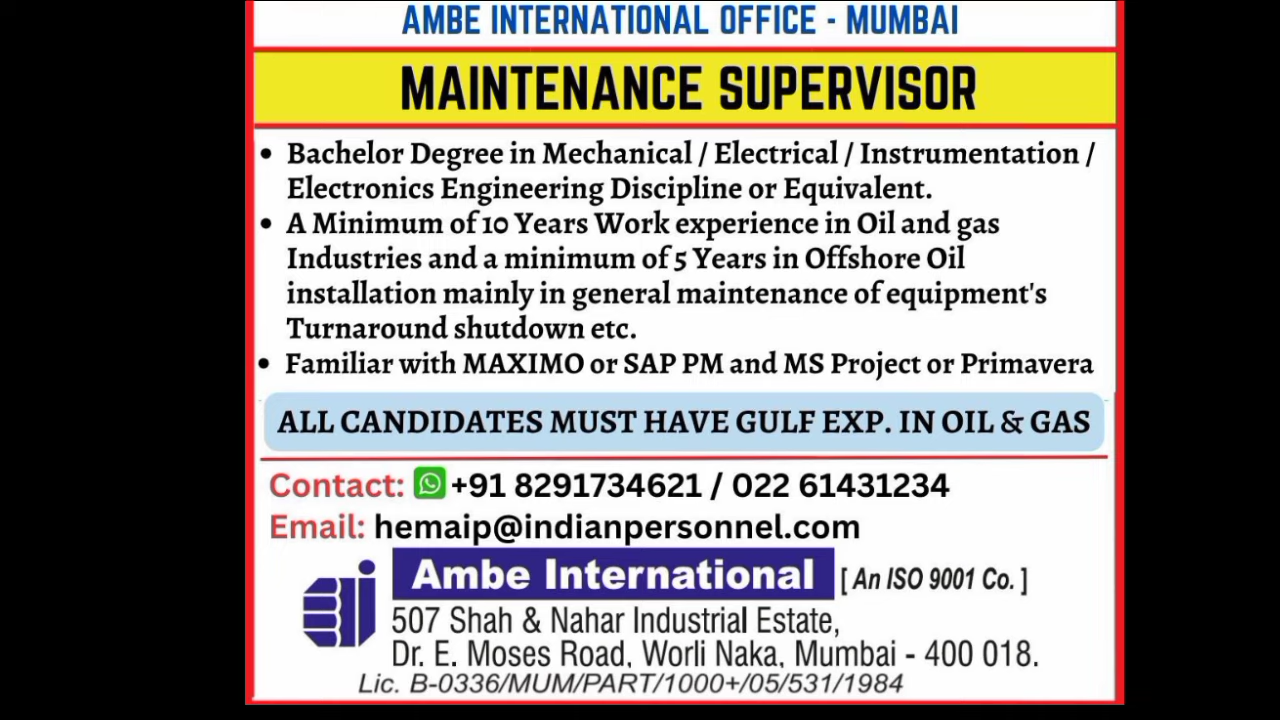 AMBE INTERNATIONAL OFFICE - MUMBAI
MAINTENANCE SUPERVISOR
• Bachelor Degree in Mechanical / Electrical / Instrumentation /
Electronics Engineering Discipline or Equivalent.
• A Minimum of 10 Years Work experience in Oil and gas
Industries and a minimum of 5 Years in Offshore Oil
installation mainly in general maintenance of equipment's
Turnaround shutdown etc.
• Familiar with MAXIMO or SAP PM and MS Project or Primavera
ALL CANDIDATES MUST HAVE GULF EXP. IN OIL & GAS
Contact: +91 8291734621 / 022 61431234
Email: hemaip@indianpersonnel.com
Ambe International [ An ISO 9001 Co. ]
507 Shah & Nahar Industrial Estate,
Dr. E. Moses Road, Worli Naka, Mumbai - 400 018.
Lic. B-0336/MUM/PART/1000+/05/531/1984